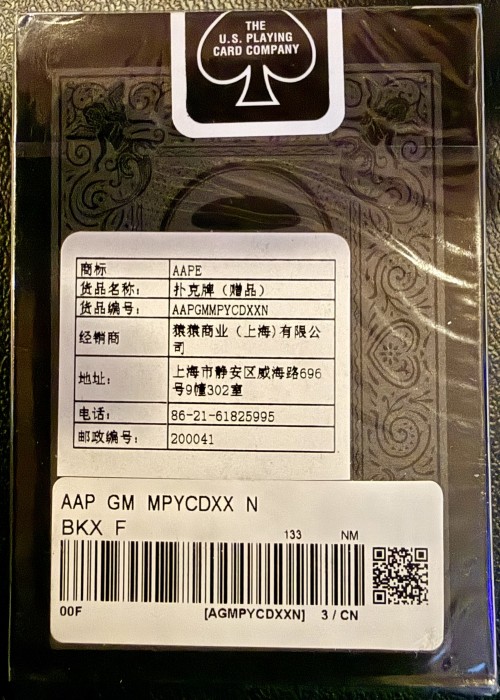 THE
U.S. PLAYING
CARD COMPANY
商标 AAPE
货品名称: 扑克牌 (赠品)
货品编号: AAPGMMPYCDXXN
经销商 猿猿商业 (上海)有限公
司
地址: 上海市静安区威海路696
号9幢302室
电话: 86-21-61825995
邮政编号: 200041
AAP GM MPYCDXX N
BKX F
133 NM
00F [AGMPYCDXXN] 3 / CN